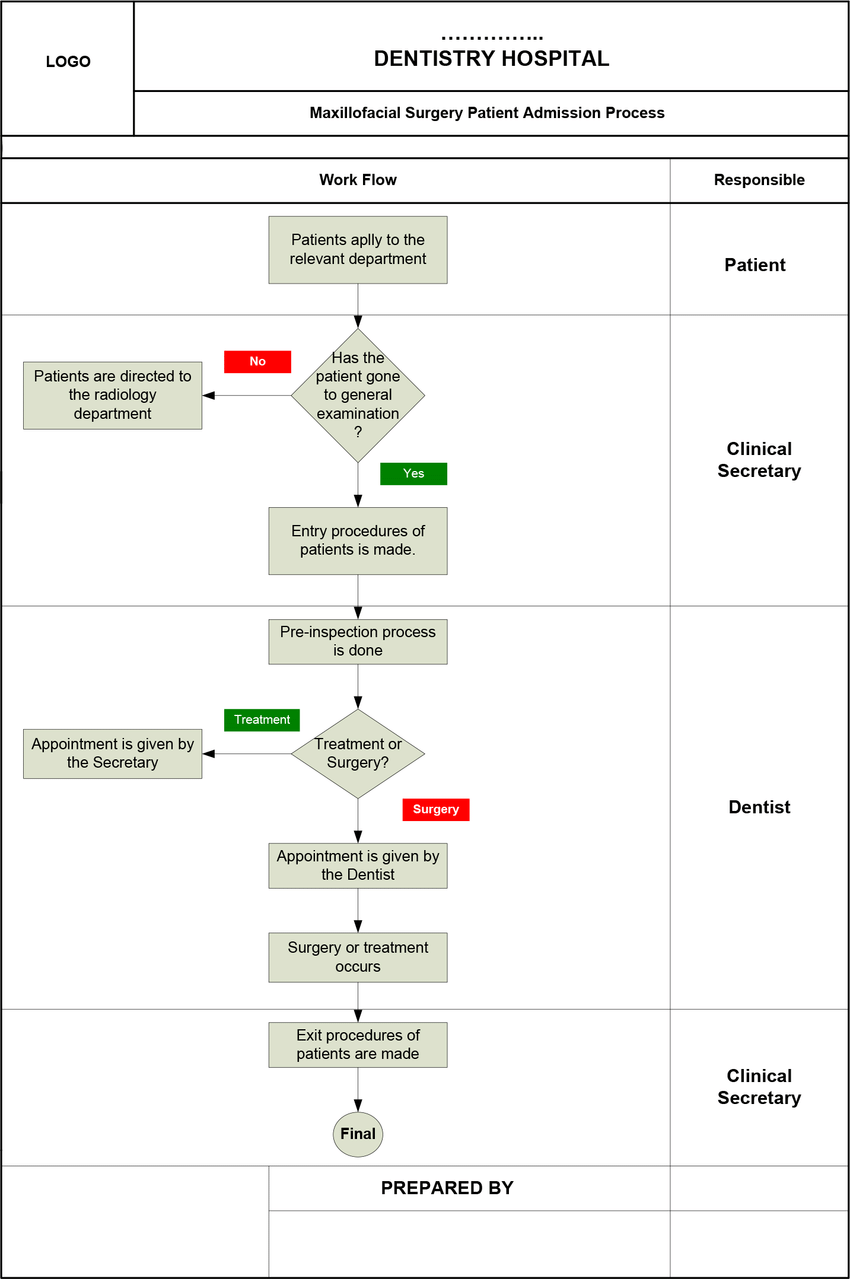 LOGO
…………...
DENTISTRY HOSPITAL
Maxillofacial Surgery Patient Admission Process
Work Flow
Responsible
Patients aplly to the
relevant department
Patient
Has the
patient gone
to general
examination
?
No
Patients are directed to
the radiology
department
Yes
Clinical
Secretary
Entry procedures of
patients is made.
Pre-inspection process
is done
Treatment
Treatment or
Surgery?
Appointment is given by
the Secretary
Surgery
Dentist
Appointment is given by
the Dentist
Surgery or treatment
occurs
Exit procedures of
patients are made
Clinical
Secretary
Final
PREPARED BY